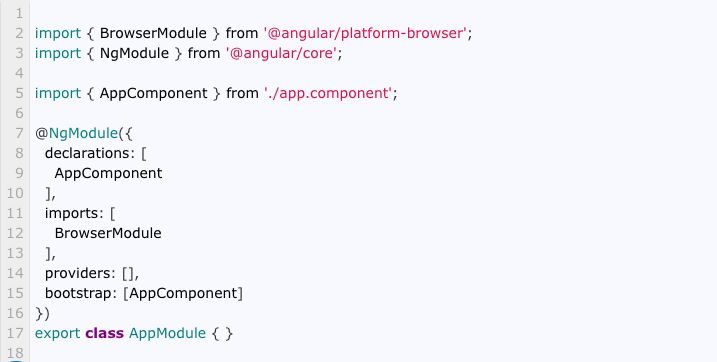 1
2 import { BrowserModule } from '@angular/platform-browser';
3 import { NgModule } from '@angular/core';
4
5 import { AppComponent } from './app.component';
6
7 @NgModule({
8   declarations: [
9     AppComponent
10   ],
11   imports: [
12     BrowserModule
13   ],
14   providers: [],
15   bootstrap: [AppComponent]
16 })
17 export class AppModule { }
18